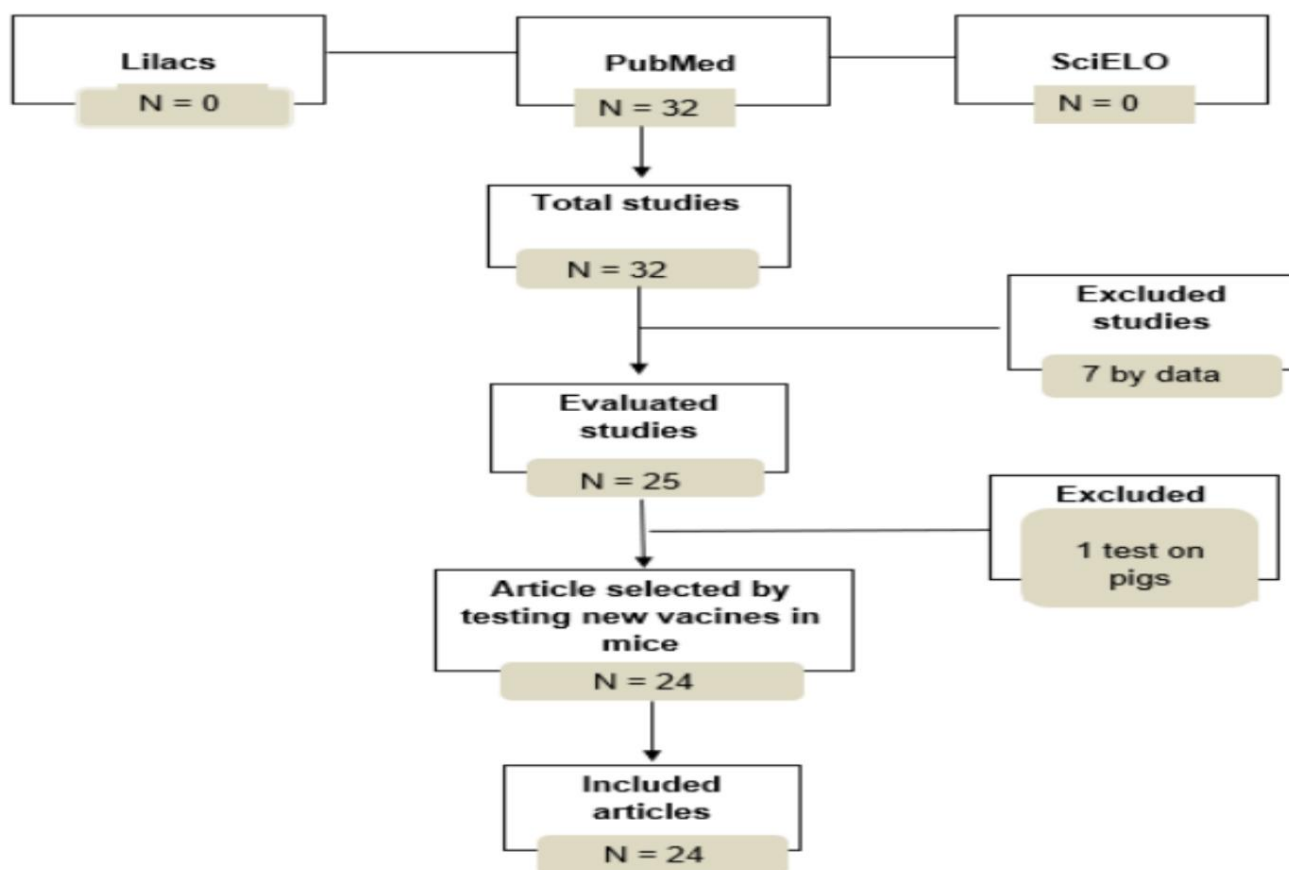 Lilacs
N = 0
PubMed
N = 32
SciELO
N = 0
Total studies
N = 32
Excluded
studies
7 by data
Evaluated
studies
N = 25
Excluded
1 test on
pigs
Article selected by
testing new vacines in
mice
N = 24
Included
articles
N = 24